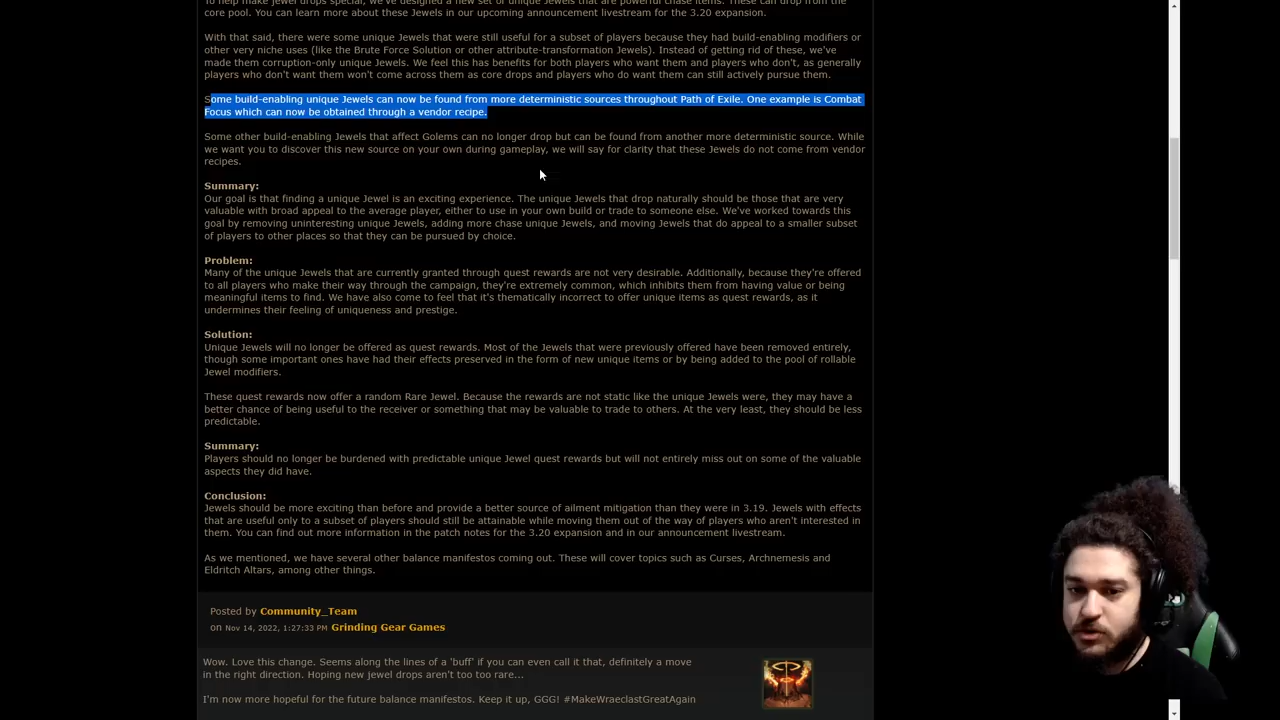 To help make jewel drops special, we've designed a new set of unique Jewels that are powerful chase items. These can drop from the
core pool. You can learn more about these Jewels in our upcoming announcement livestream for the 3.20 expansion.
With that said, there were some unique Jewels that were still useful for a subset of players because they had build-enabling modifiers or
other very niche uses (like the Brute Force Solution or other attribute-transformation Jewels). Instead of getting rid of these, we've
made them corruption-only unique Jewels. We feel this has benefits for both players who want them and players who don't, as generally
players who don't want them won't come across them as core drops and players who do want them can still actively pursue them.
Some build-enabling unique Jewels can now be found from more deterministic sources throughout Path of Exile. One example is Combat
Focus which can now be obtained through a vendor recipe.
Some other build-enabling Jewels that affect Golems can no longer drop but can be found from another more deterministic source. While
we want you to discover this new source on your own during gameplay, we will say for clarity that these Jewels do not come from vendor
recipes.
Summary:
Our goal is that finding a unique Jewel is an exciting experience. The unique Jewels that drop naturally should be those that are very
valuable with broad appeal to the average player, either to use in your own build or trade to someone else. We've worked towards this
goal by removing uninteresting unique Jewels, adding more chase unique Jewels, and moving Jewels that do appeal to a smaller subset
of players to other places so that they can be pursued by choice.
Problem:
Many of the unique Jewels that are currently granted through quest rewards are not very desirable. Additionally, because they're offered
to all players who make their way through the campaign, they're extremely common, which inhibits them from having value or being
meaningful items to find. We have also come to feel that it's thematically incorrect to offer unique items as quest rewards, as it
undermines their feeling of uniqueness and prestige.
Solution:
Unique Jewels will no longer be offered as quest rewards. Most of the Jewels that were previously offered have been removed entirely,
though some important ones have had their effects preserved in the form of new unique items or by being added to the pool of rollable
Jewel modifiers.
These quest rewards now offer a random Rare Jewel. Because the rewards are not static like the unique Jewels were, they may have a
better chance of being useful to the receiver or something that may be valuable to trade to others. At the very least, they should be less
predictable.
Summary:
Players should no longer be burdened with predictable unique Jewel quest rewards but will not entirely miss out on some of the valuable
aspects they did have.
Conclusion:
Jewels should be more exciting than before and provide a better source of ailment mitigation than they were in 3.19. Jewels with effects
that are useful only to a subset of players should still be attainable while moving them out of the way of players who aren't interested in
them. You can find out more information in the patch notes for the 3.20 expansion and in our announcement livestream.
As we mentioned, we have several other balance manifestos coming out. These will cover topics such as Curses, Archnemesis and
Eldritch Altars, among other things.
Posted by Community_Team
on Nov 14, 2022, 1:27:33 PM Grinding Gear Games
Wow. Love this change. Seems along the lines of a 'buff' if you can even call it that, definitely a move
in the right direction. Hoping new jewel drops aren't too too rare...
I'm now more hopeful for the future balance manifestos. Keep it up, GGG! #MakeWraeclastGreatAgain